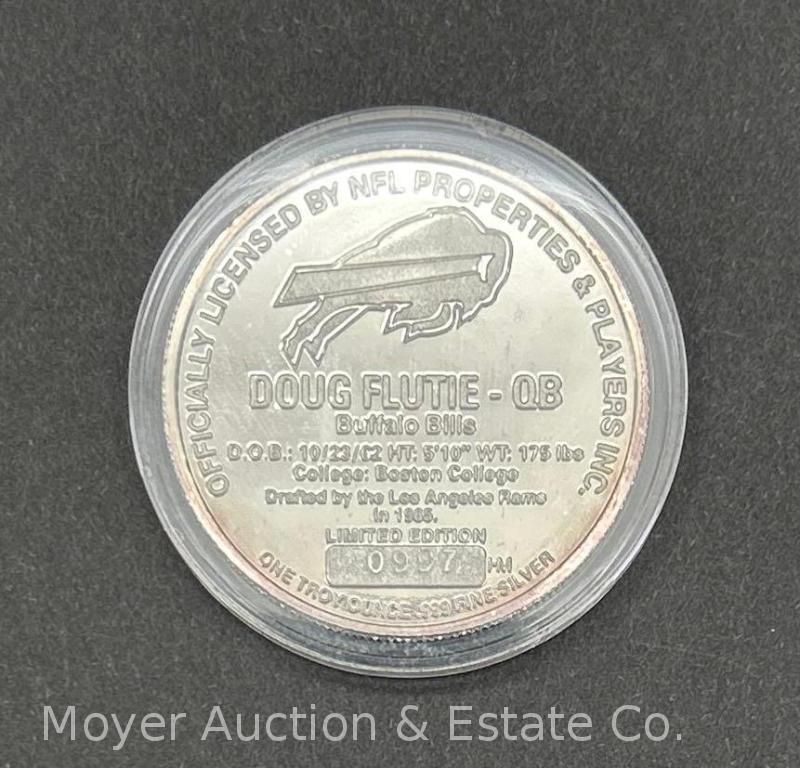 OFFICIALLY LICENSED BY NFL PROPERTIES & PLAYERS INC.
DOUG FLUTIE - QB
Buffalo Bills
D.O.B.: 10/23/62 HT: 5'10" WT: 175 lbs
College: Boston College
Drafted by the Los Angeles Rams
in 1985.
LIMITED EDITION
HM
ONE TROY OUNCE .999 FINE SILVER
Moyer Auction & Estate Co.